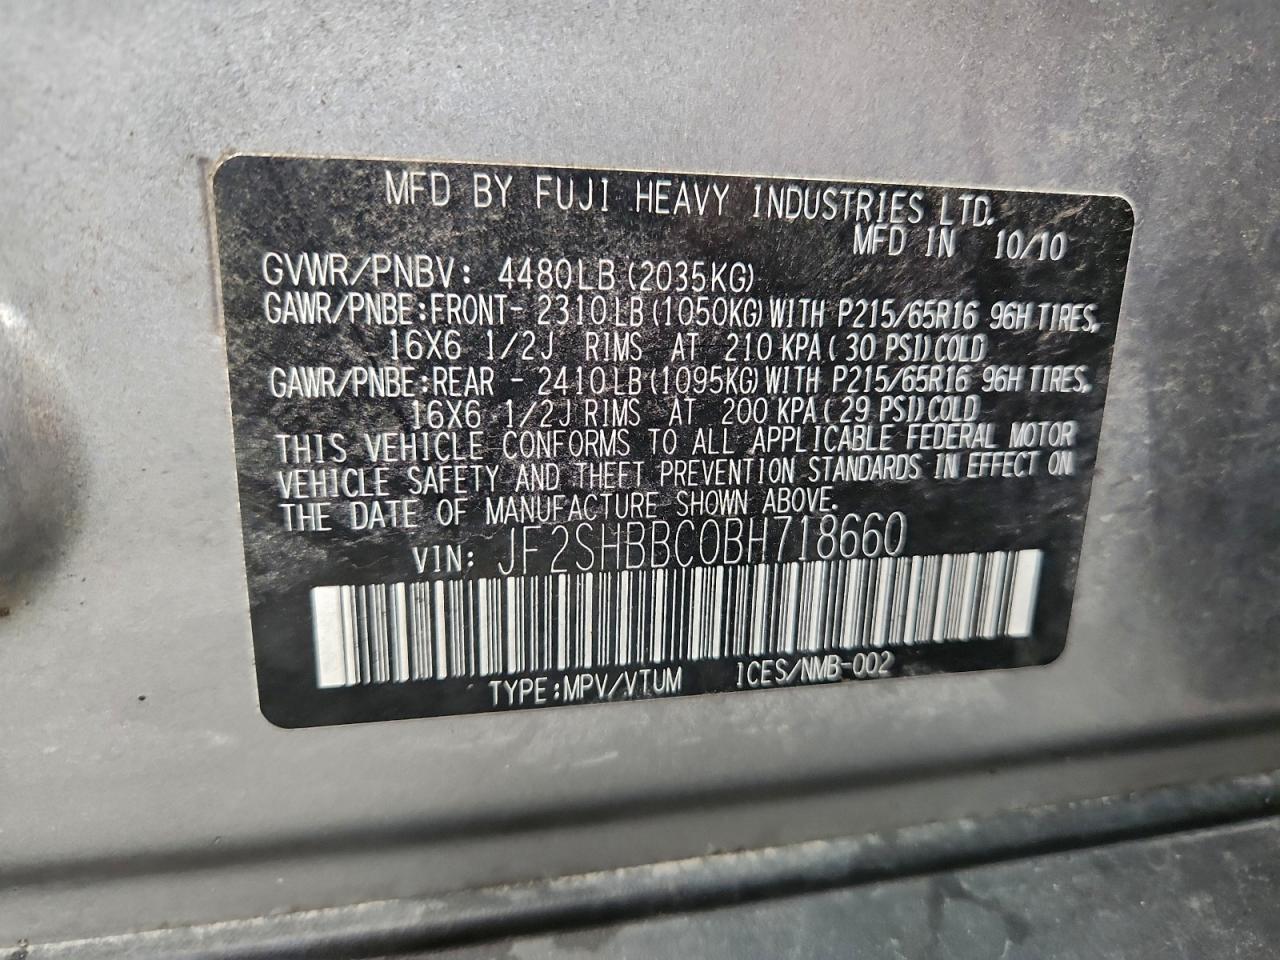 MFD BY FUJI HEAVY INDUSTRIES LTD.
MFD IN 10/10
GVWR/PNBV: 4480LB (2035KG)
GAWR/PNBE:FRONT- 2310LB (1050KG) WITH P215/65R16 96H TIRES,
16X6 1/2J RIMS AT 210 KPA ( 30 PSI) COLD
GAWR/PNBE:REAR - 2410LB (1095KG) WITH P215/65R16 96H TIRES,
16X6 1/2J RIMS AT 200 KPA ( 29 PSI) COLD
THIS VEHICLE CONFORMS TO ALL APPLICABLE FEDERAL MOTOR
VEHICLE SAFETY AND THEFT PREVENTION STANDARDS IN EFFECT ON
THE DATE OF MANUFACTURE SHOWN ABOVE.
VIN: JF2SHBBC0BH718660
TYPE:MPV/VTUM ICES/NMB-002